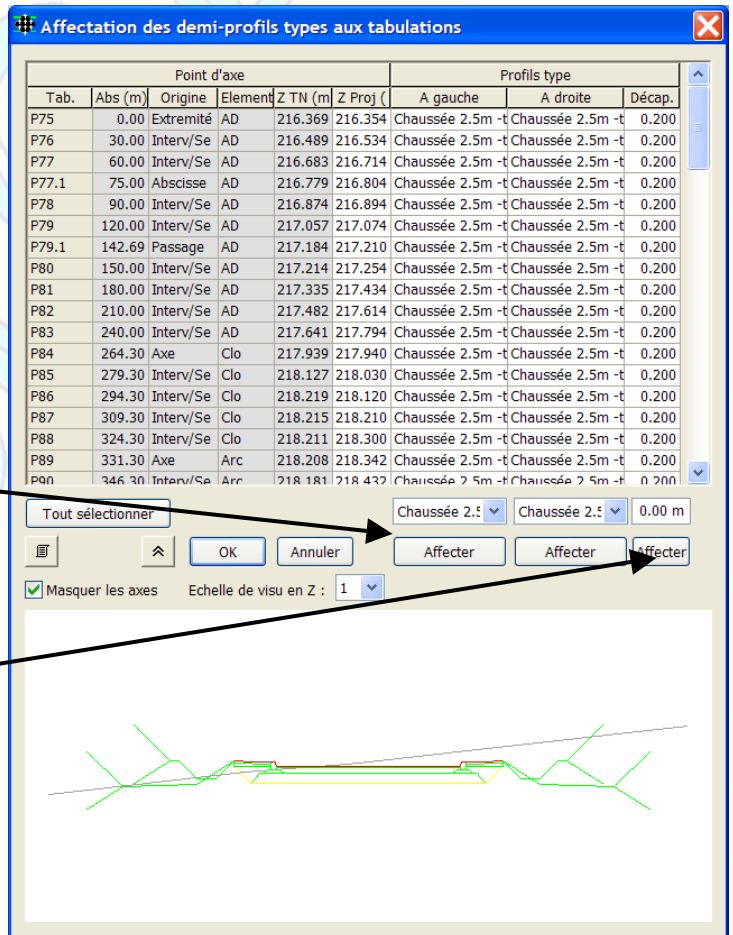 Affectation des demi-profils types aux tabulations
Point d'axe Profils type
Tab. Abs (m) Origine Element Z TN (m Z Proj ( A gauche A droite Décap.
P75 0.00 Extremité AD 216.369 216.354 Chaussée 2.5m -t Chaussée 2.5m -t 0.200
P76 30.00 Interv/Se AD 216.489 216.534 Chaussée 2.5m -t Chaussée 2.5m -t 0.200
P77 60.00 Interv/Se AD 216.683 216.714 Chaussée 2.5m -t Chaussée 2.5m -t 0.200
P77.1 75.00 Abscisse AD 216.779 216.804 Chaussée 2.5m -t Chaussée 2.5m -t 0.200
P78 90.00 Interv/Se AD 216.874 216.894 Chaussée 2.5m -t Chaussée 2.5m -t 0.200
P79 120.00 Interv/Se AD 217.057 217.074 Chaussée 2.5m -t Chaussée 2.5m -t 0.200
P79.1 142.69 Passage AD 217.184 217.210 Chaussée 2.5m -t Chaussée 2.5m -t 0.200
P80 150.00 Interv/Se AD 217.214 217.254 Chaussée 2.5m -t Chaussée 2.5m -t 0.200
P81 180.00 Interv/Se AD 217.335 217.434 Chaussée 2.5m -t Chaussée 2.5m -t 0.200
P82 210.00 Interv/Se AD 217.482 217.614 Chaussée 2.5m -t Chaussée 2.5m -t 0.200
P83 240.00 Interv/Se AD 217.641 217.794 Chaussée 2.5m -t Chaussée 2.5m -t 0.200
P84 264.30 Axe Clo 217.939 217.940 Chaussée 2.5m -t Chaussée 2.5m -t 0.200
P85 279.30 Interv/Se Clo 218.127 218.030 Chaussée 2.5m -t Chaussée 2.5m -t 0.200
P86 294.30 Interv/Se Clo 218.219 218.120 Chaussée 2.5m -t Chaussée 2.5m -t 0.200
P87 309.30 Interv/Se Clo 218.215 218.210 Chaussée 2.5m -t Chaussée 2.5m -t 0.200
P88 324.30 Interv/Se Clo 218.211 218.300 Chaussée 2.5m -t Chaussée 2.5m -t 0.200
P89 331.30 Axe Arc 218.208 218.342 Chaussée 2.5m -t Chaussée 2.5m -t 0.200
P90 346.30 Interv/Se Arc 218.181 218.432 Chaussée 2.5m -t Chaussée 2.5m -t 0.200
Tout sélectionner Chaussée 2.5 Chaussée 2.5 0.00 m
OK Annuler Affecter Affecter Affecter
Masquer les axes Echelle de visu en Z : 1